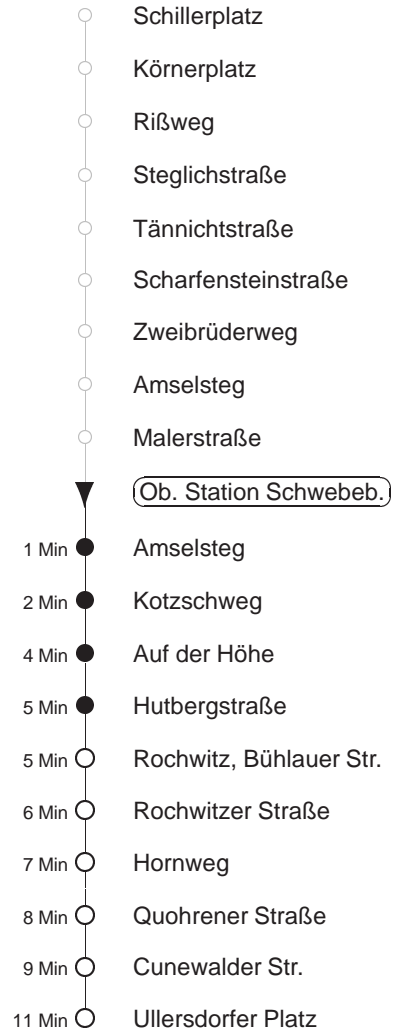 Schillerplatz
Körnerplatz
Rißweg
Steglichstraße
Tännichtstraße
Scharfensteinstraße
Zweibrüderweg
Amselsteg
Malerstraße
Ob. Station Schwebeb.
1 Min Amselsteg
2 Min Kotzschweg
4 Min Auf der Höhe
5 Min Hutbergstraße
5 Min Rochwitz, Bühlauer Str.
6 Min Rochwitzer Straße
7 Min Hornweg
8 Min Quohrener Straße
9 Min Cunewalder Str.
11 Min Ullersdorfer Platz